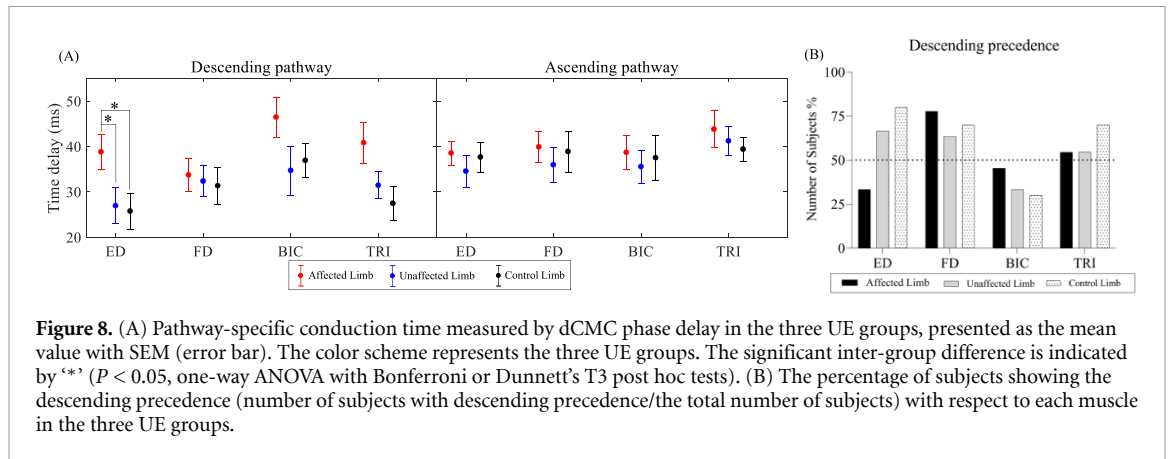 (A)
Descending pathway
Ascending pathway
Time delay (ms)
50
40
30
20
*
*
ED
FD
BIC
TRI
ED
FD
BIC
TRI
Affected Limb
Unaffected Limb
Control Limb
(B)
Descending precedence
Number of Subjects %
100
75
50
25
0
ED
FD
BIC
TRI
Affected Limb
Unaffected Limb
Control Limb
Figure 8. (A) Pathway-specific conduction time measured by dCMC phase delay in the three UE groups, presented as the mean
value with SEM (error bar). The color scheme represents the three UE groups. The significant inter-group difference is indicated
by ‘*’ (P < 0.05, one-way ANOVA with Bonferroni or Dunnett’s T3 post hoc tests). (B) The percentage of subjects showing the
descending precedence (number of subjects with descending precedence/the total number of subjects) with respect to each muscle
in the three UE groups.